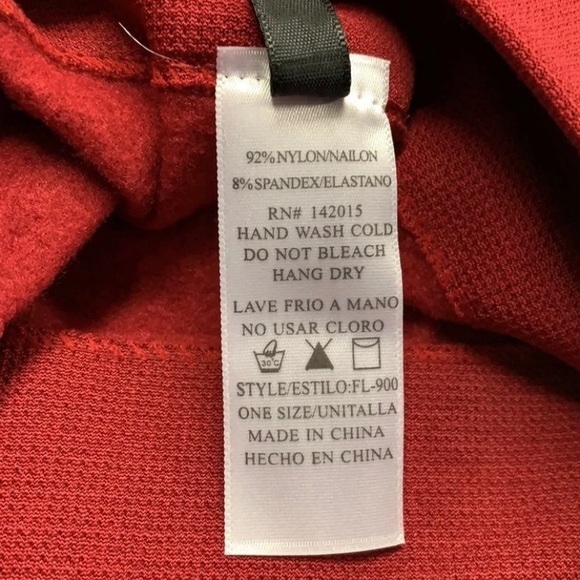 92%NYLON/NAILON
8%SPANDEX/ELASTANO
RN# 142015
HAND WASH COLD
DO NOT BLEACH
HANG DRY
LAVE FRIO A MANO
NO USAR CLORO
30°C
STYLE/ESTILO:FL-900
ONE SIZE/UNITALLA
MADE IN CHINA
HECHO EN CHINA